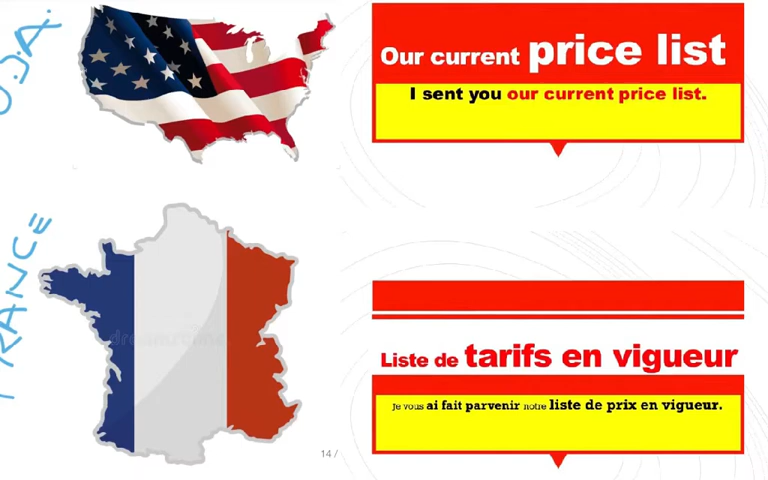 U.S.A.
Our current price list
I sent you our current price list.
FRANCE
Liste de tarifs en vigueur
Je vous ai fait parvenir notre liste de prix en vigueur.
14 /